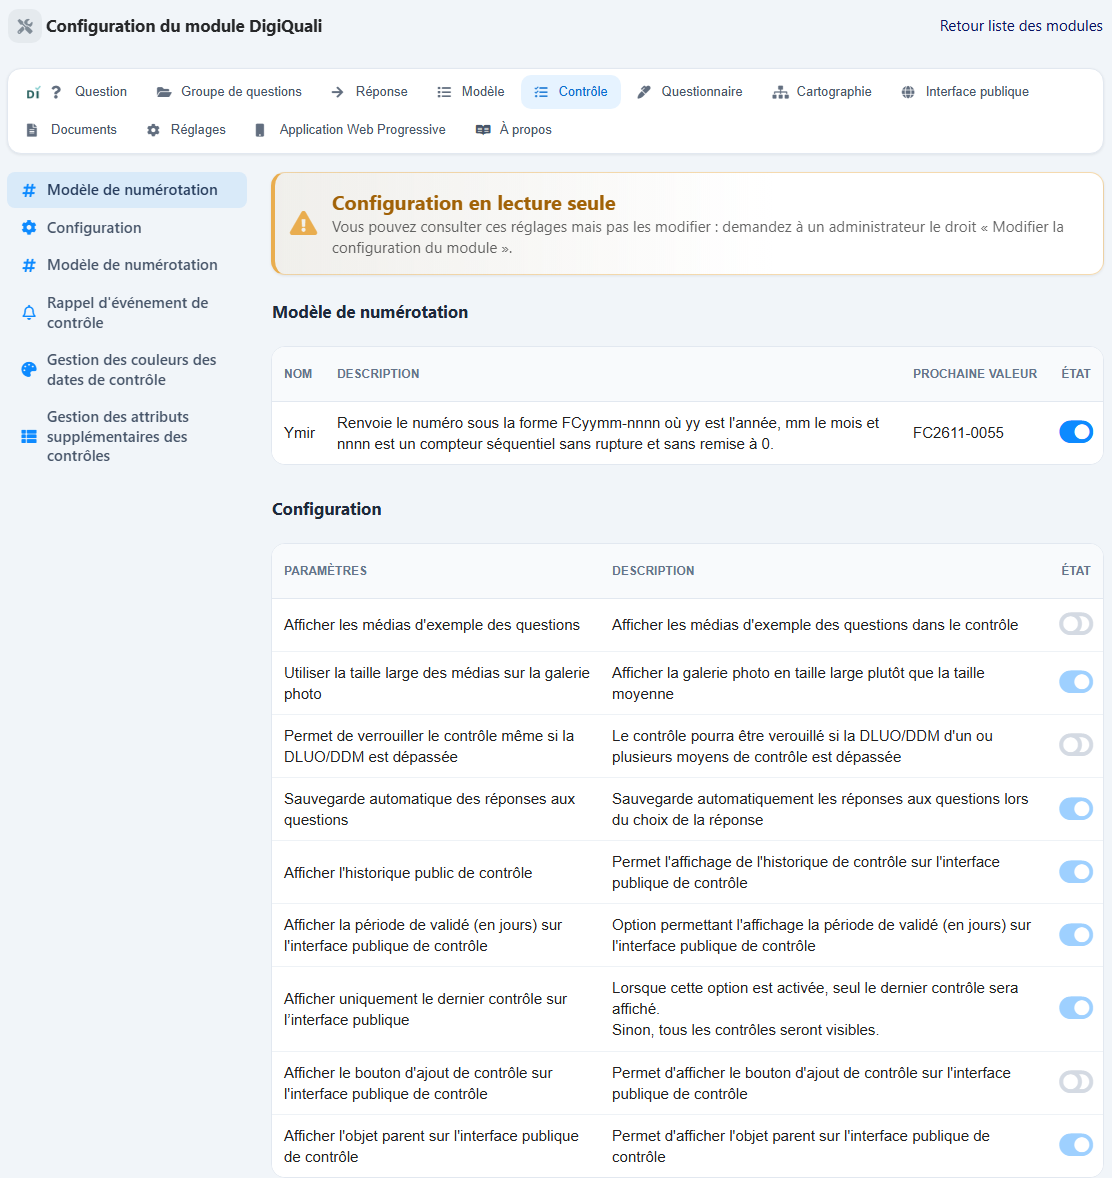 Configuration du module DigiQuali
Retour liste des modules
Di ? Question
Groupe de questions
Réponse
Modèle
Contrôle
Questionnaire
Cartographie
Interface publique
Documents
Réglages
Application Web Progressive
À propos
# Modèle de numérotation
Configuration
# Modèle de numérotation
Rappel d'événement de
contrôle
Gestion des couleurs des
dates de contrôle
Gestion des attributs
supplémentaires des
contrôles
Configuration en lecture seule
Vous pouvez consulter ces réglages mais pas les modifier : demandez à un administrateur le droit « Modifier la
configuration du module ».
Modèle de numérotation
NOM
DESCRIPTION
PROCHAINE VALEUR
ÉTAT
Ymir
Renvoie le numéro sous la forme FCyymm-nnnn où yy est l'année, mm le mois et
nnnn est un compteur séquentiel sans rupture et sans remise à 0.
FC2611-0055
Configuration
PARAMÈTRES
DESCRIPTION
ÉTAT
Afficher les médias d'exemple des questions
Afficher les médias d'exemple des questions dans le contrôle
Utiliser la taille large des médias sur la galerie
photo
Afficher la galerie photo en taille large plutôt que la taille
moyenne
Permet de verrouiller le contrôle même si la
DLUO/DDM est dépassée
Le contrôle pourra être verouillé si la DLUO/DDM d'un ou
plusieurs moyens de contrôle est dépassée
Sauvegarde automatique des réponses aux
questions
Sauvegarde automatiquement les réponses aux questions lors
du choix de la réponse
Afficher l'historique public de contrôle
Permet l'affichage de l'historique de contrôle sur l'interface
publique de contrôle
Afficher la période de validé (en jours) sur
l'interface publique de contrôle
Option permettant l'affichage la période de validé (en jours) sur
l'interface publique de contrôle
Afficher uniquement le dernier contrôle sur
l’interface publique
Lorsque cette option est activée, seul le dernier contrôle sera
affiché.
Sinon, tous les contrôles seront visibles.
Afficher le bouton d'ajout de contrôle sur
l'interface publique de contrôle
Permet d'afficher le bouton d'ajout de contrôle sur l'interface
publique de contrôle
Afficher l'objet parent sur l'interface publique
de contrôle
Permet d'afficher l'objet parent sur l'interface publique de
contrôle